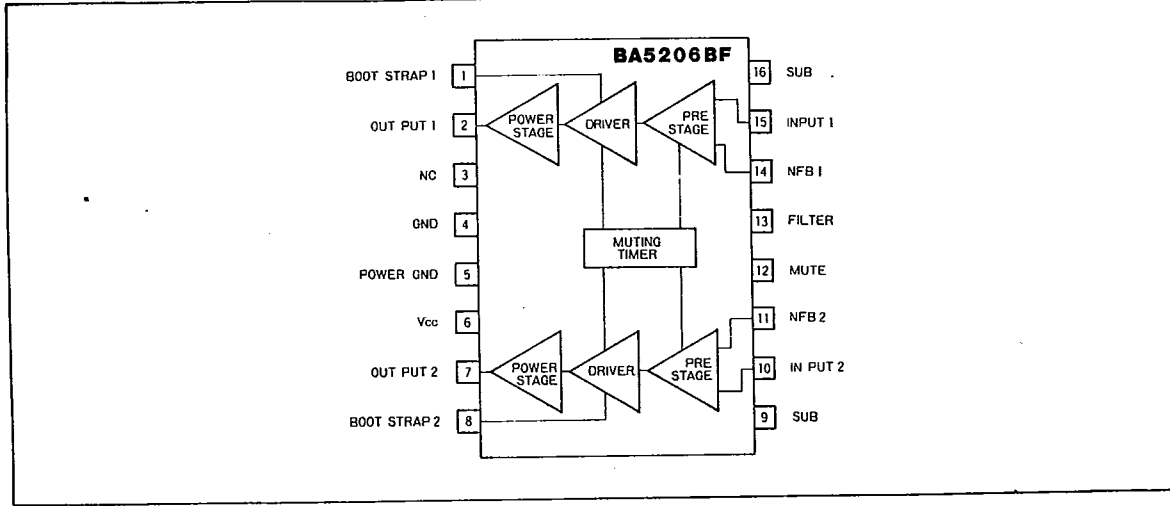 BA5206BF
BOOT STRAP 1
1
16
SUB
OUT PUT 1
2
POWER
STAGE
DRIVER
PRE
STAGE
15
INPUT 1
NC
3
14
NFB 1
GND
4
13
FILTER
MUTING
TIMER
POWER GND
5
12
MUTE
Vcc
6
11
NFB 2
OUT PUT 2
7
POWER
STAGE
DRIVER
PRE
STAGE
10
IN PUT 2
BOOT STRAP 2
8
9
SUB